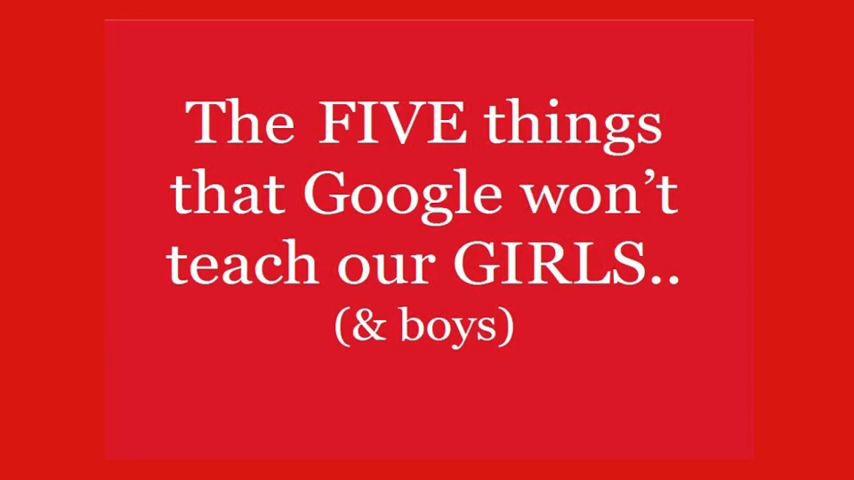 The FIVE things
that Google won’t
teach our GIRLS..
(& boys)